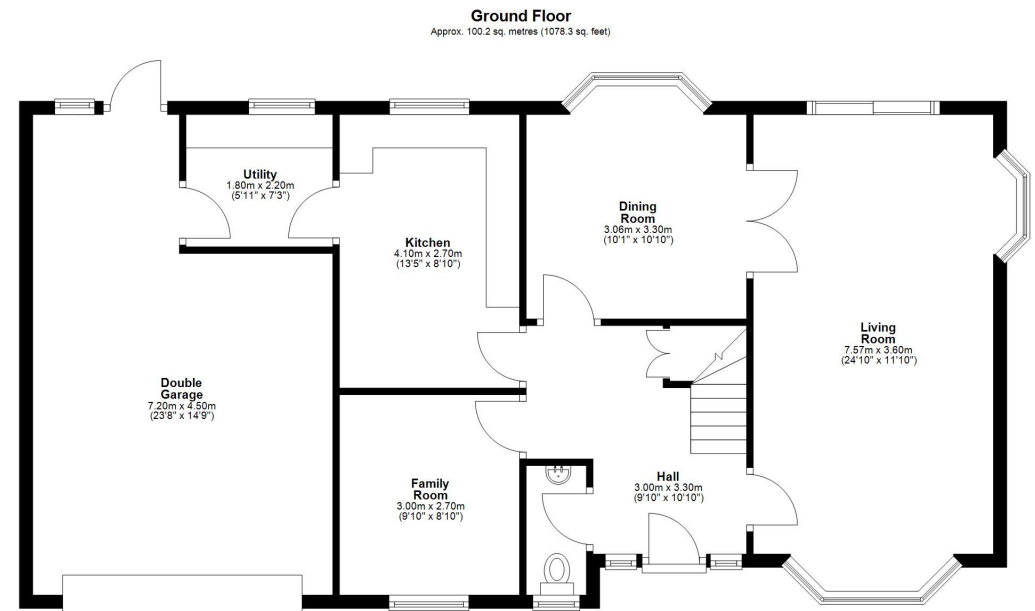 Ground Floor
Approx. 100.2 sq. metres (1078.3 sq. feet)
Utility
1.80m x 2.20m
(5'11" x 7'3")
Kitchen
4.10m x 2.70m
(13'5" x 8'10")
Dining
Room
3.06m x 3.30m
(10'1" x 10'10")
Living
Room
7.57m x 3.60m
(24'10" x 11'10")
Double
Garage
7.20m x 4.50m
(23'8" x 14'9")
Family
Room
3.00m x 2.70m
(9'10" x 8'10")
Hall
3.00m x 3.30m
(9'10" x 10'10")